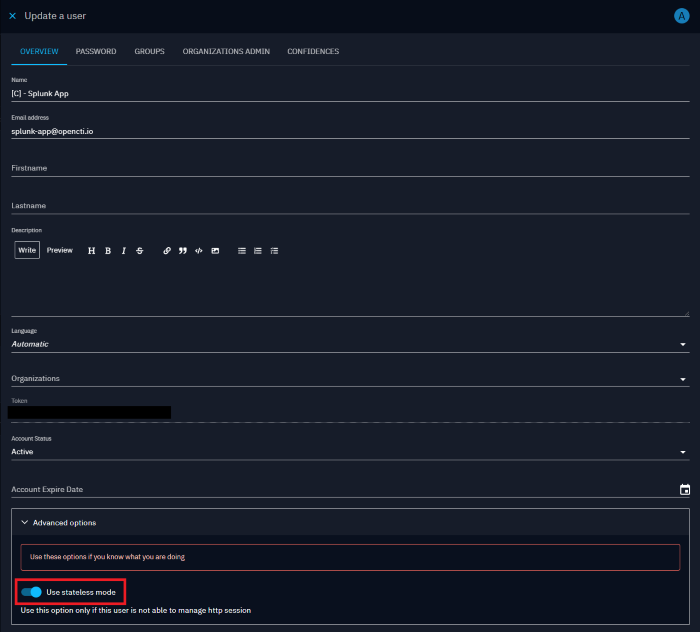 Update a user
A
OVERVIEW PASSWORD GROUPS ORGANIZATIONS ADMIN CONFIDENCES
Name
[C] - Splunk App
Email address
splunk-app@opencti.io
Firstname
Lastname
Description
Write Preview H B I S
Language
Automatic
Organizations
Token
Account Status
Active
Account Expire Date
Advanced options
Use these options if you know what you are doing
Use stateless mode
Use this option only if this user is not able to manage http session